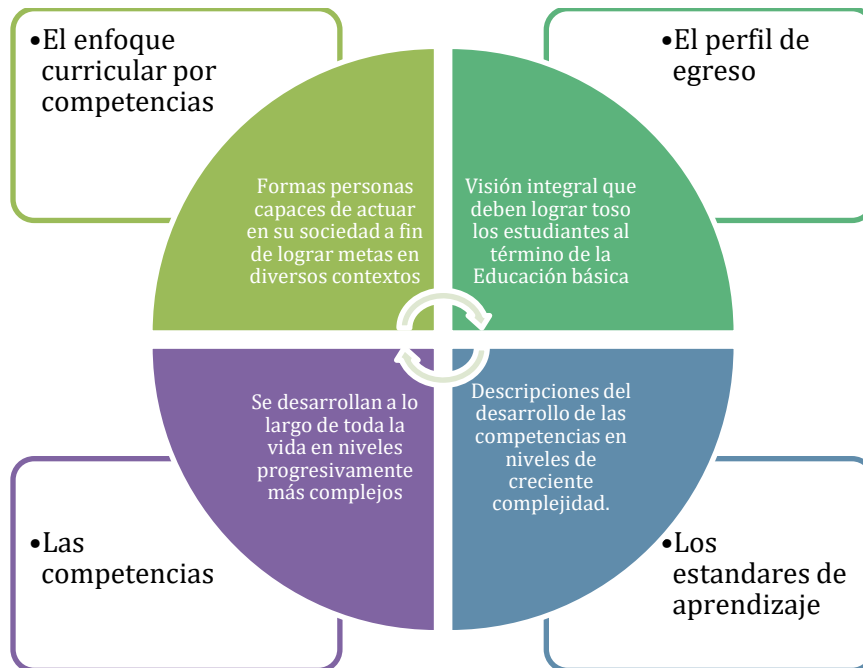 •El enfoque
curricular por
competencias
•El perfil de
egreso
Formas personas
capaces de actuar
en su sociedad a fin
de lograr metas en
diversos contextos
Visión integral que
deben lograr toso
los estudiantes al
término de la
Educación básica
Se desarrollan a lo
largo de toda la
vida en niveles
progresivamente
más complejos
Descripciones del
desarrollo de las
competencias en
niveles de
creciente
complejidad.
•Las
competencias
•Los
estandares de
aprendizaje